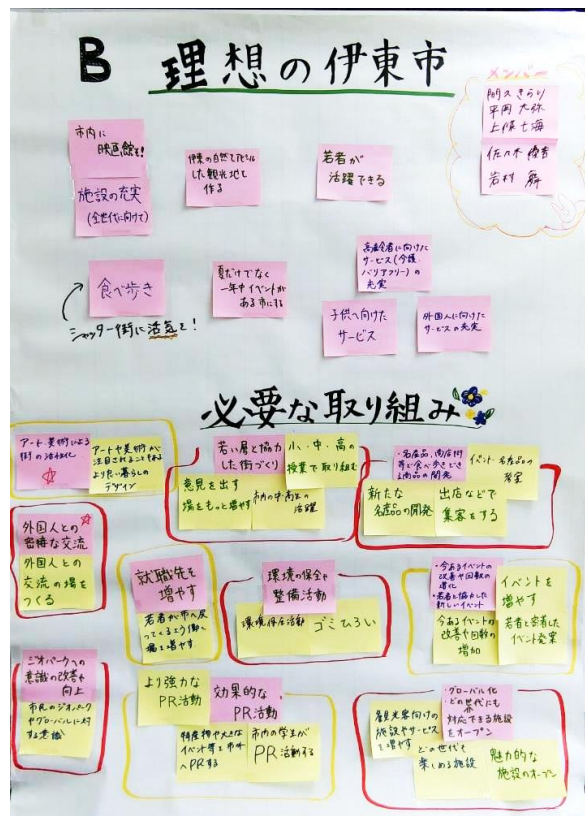 B 理想の伊東市
メンバー
平岡 大弥
上條 七海
佐々木 優香
岩村 舞
市内に
映画館を!
施設の充実
(全世代に向けて)
伊東の自然をアピール
した観光地を
作る
若者が
活躍できる
食べ歩き
シャッター街に活気を!
夏だけでなく
一年中イベントが
ある市にする
高齢者に向けた
サービス(介護・
バリアフリー)の
充実
子供へ向けた
サービス
外国人に向けた
サービスの充実
必要な取り組み
アート・美術による
街の活性化
アートや美術が
注目されることを
よりたい暮らしの
デザイン
若い層と協力
した街づくり
小、中、高の
授業で取り組む
意見を出す
場をもっと増やす
市内の中・高生の
活躍
・名産品、商店街
等で食べ歩きできる
商品の開発
イベント・名産品の
考案
新たな
名産品の開発
出店などで
集客をする
外国人との
密接な交流
外国人との
交流の場を
つくる
就職先を
増やす
若者が市へ戻
ってくるよう働く
場を増やす
環境の保全や
整備活動
環境保全活動
ゴミひろい
・今あるイベントの
改善や回数の
増化
・若者と協力した
新しいイベント
イベントを
増やす
今あるイベントの
改善や回数の
増加
若者と密着した
イベント発案
ジオパークへの
意識の改善や
向上
市民のジオパーク
やグローバルに対
する意識
より強力な
PR活動
効果的な
PR活動
特産物や大きな
イベント等を市外
へPRする
市内の学生が
PR活動する
・グローバル化
・どの世代にも
対応できる施設
をオープン
観光客向けの
施設やサービス
を増やす
どの世代も
楽しめる施設
魅力的な
施設のオープン